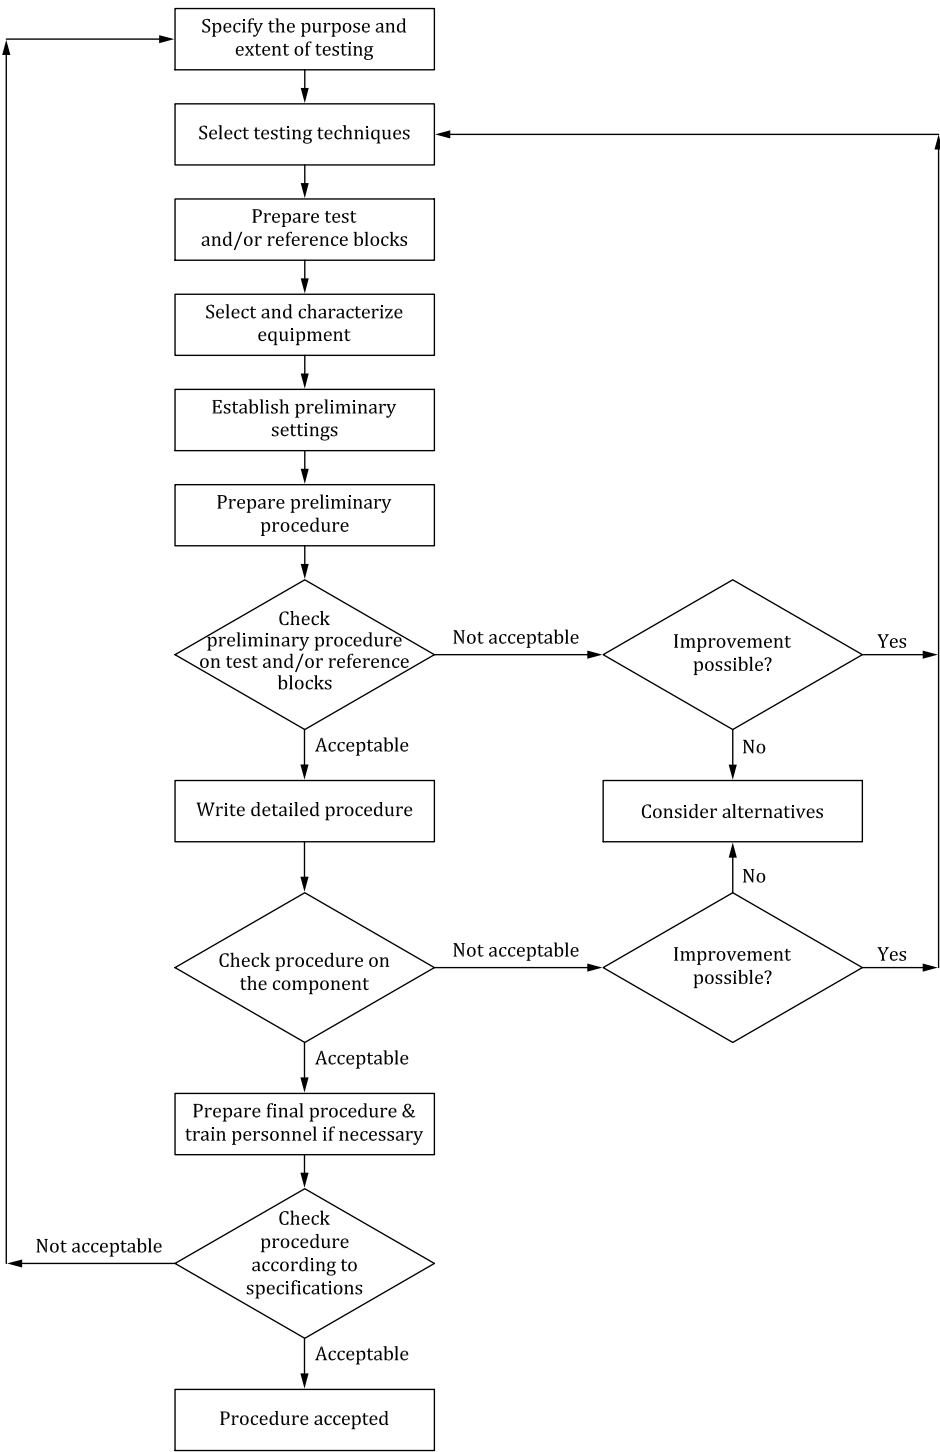 Specify the purpose and
extent of testing
Select testing techniques
Prepare test
and/or reference blocks
Select and characterize
equipment
Establish preliminary
settings
Prepare preliminary
procedure
Check
preliminary procedure
on test and/or reference
blocks
Not acceptable
Improvement
possible?
Yes
Acceptable
No
Write detailed procedure
Consider alternatives
No
Check procedure on
the component
Not acceptable
Improvement
possible?
Yes
Acceptable
Prepare final procedure &
train personnel if necessary
Check
procedure
according to
specifications
Not acceptable
Acceptable
Procedure accepted